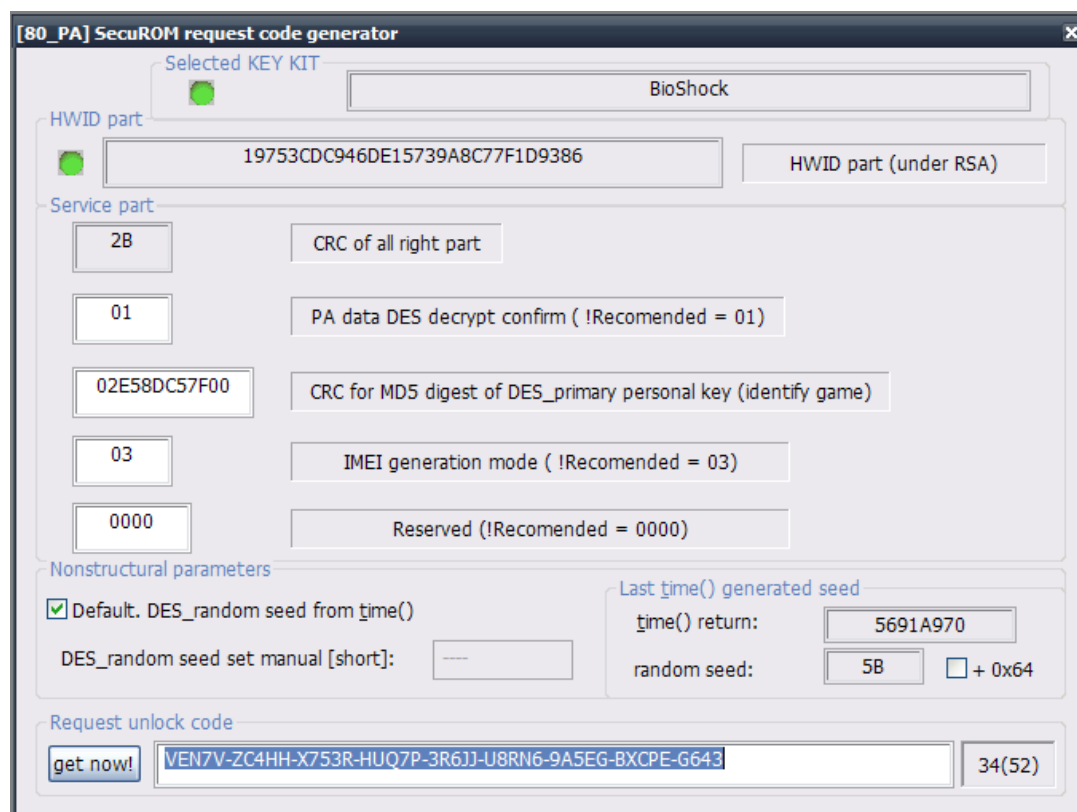 [80_PA] SecuROM request code generator
Selected KEY KIT
BioShock
HWID part
19753CDC946DE15739A8C77F1D9386
HWID part (under RSA)
Service part
2B
CRC of all right part
01
PA data DES decrypt confirm ( !Recomended = 01)
02E58DC57F00
CRC for MD5 digest of DES_primary personal key (identify game)
03
IMEI generation mode ( !Recomended = 03)
0000
Reserved (!Recomended = 0000)
Nonstructural parameters
Default. DES_random seed from time()
DES_random seed set manual [short]:
----
Last time() generated seed
time() return:
5691A970
random seed:
5B
+ 0x64
Request unlock code
get now!
VEN7V-ZC4HH-X753R-HUQ7P-3R6JJ-U8RN6-9A5EG-BXCPE-G643
34(52)